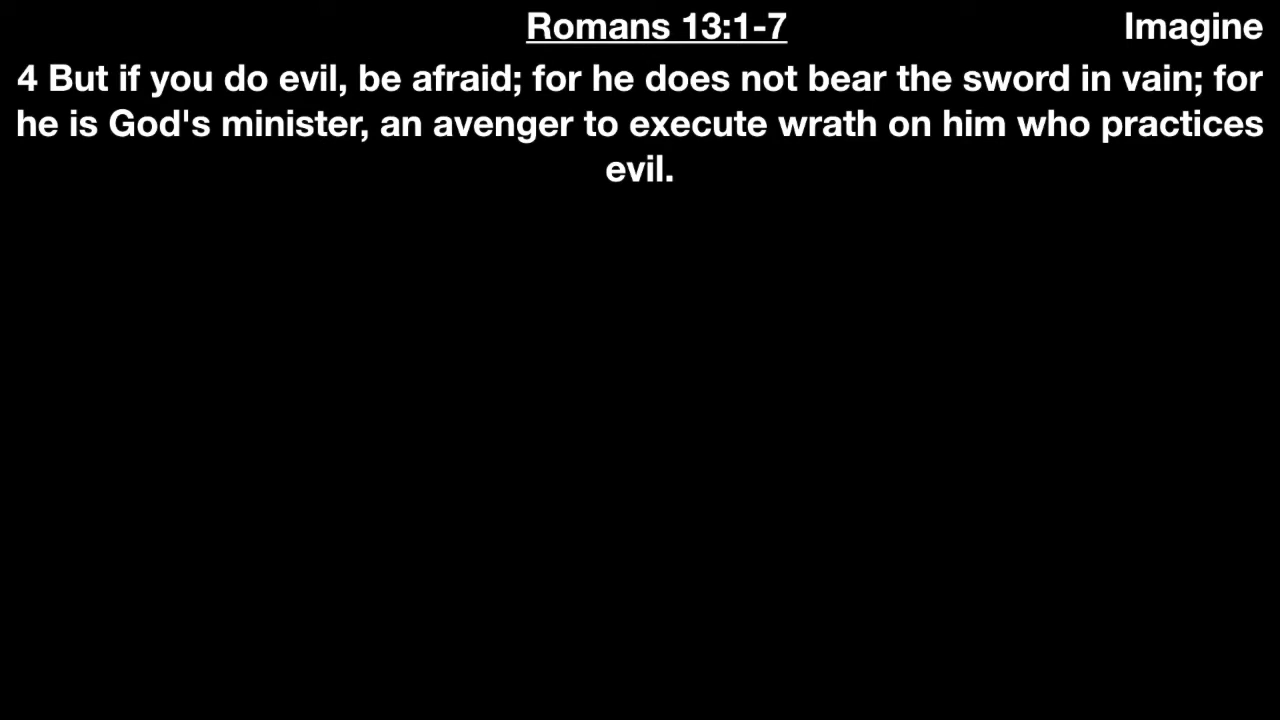 Romans 13:1-7 Imagine
4 But if you do evil, be afraid; for he does not bear the sword in vain; for
he is God's minister, an avenger to execute wrath on him who practices
evil.